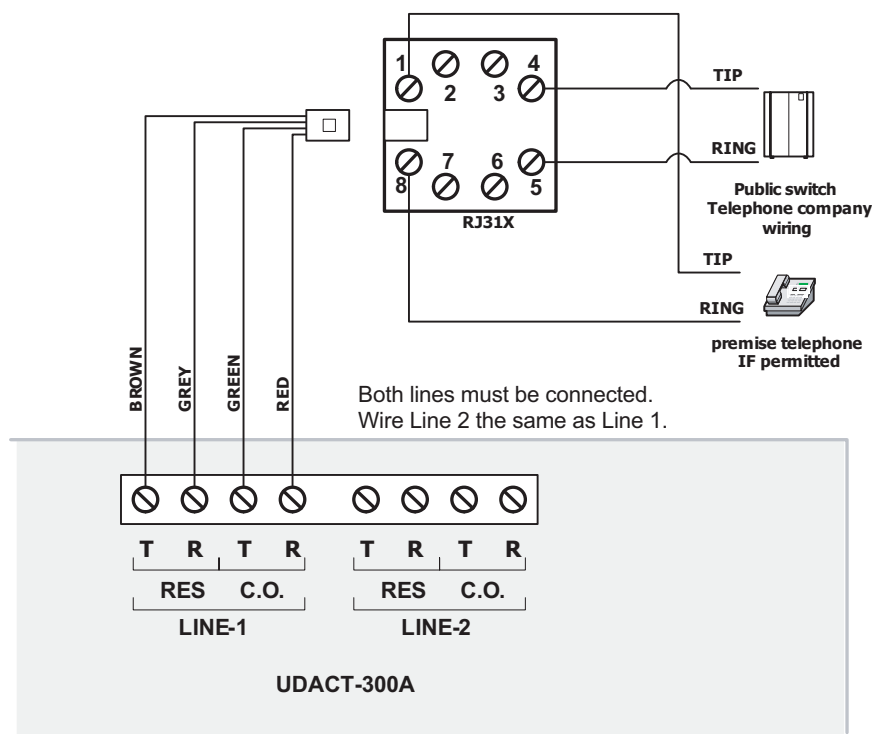 1
4
2
3
7
6
8
5
RJ31X
TIP
RING
Public switch
Telephone company
wiring
TIP
RING
premise telephone
IF permitted
BROWN
GREY
GREEN
RED
Both lines must be connected.
Wire Line 2 the same as Line 1.
T R T R T R T R
RES C.O. RES C.O.
LINE-1 LINE-2
UDACT-300A